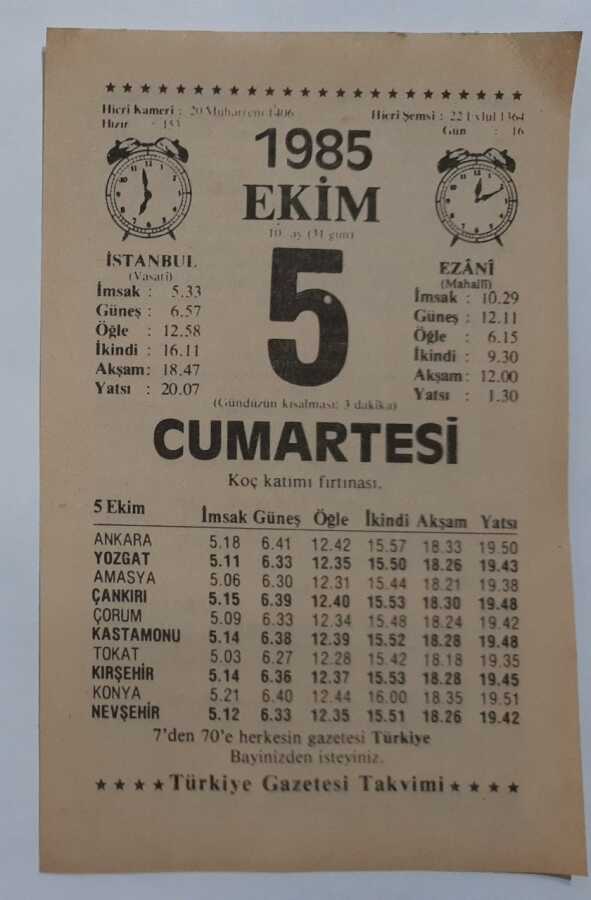 Hicri Kameri : 20 Muharrem 1406
Hızır : 153
Hicri Şemsi : 22 Eylul 1364
Gün : 16
1985
EKİM
10. ay (31 gün)
5
(Gündüzün kısalması: 3 dakika)
İSTANBUL
(Vasati)
İmsak : 5.33
Güneş : 6.57
Öğle : 12.58
İkindi : 16.11
Akşam: 18.47
Yatsı : 20.07
EZÂNÎ
(Mahallî)
İmsak : 10.29
Güneş : 12.11
Öğle : 6.15
İkindi : 9.30
Akşam: 12.00
Yatsı : 1.30
CUMARTESİ
Koç katımı fırtınası.
5 Ekim İmsak Güneş Öğle İkindi Akşam Yatsı
ANKARA 5.18 6.41 12.42 15.57 18.33 19.50
YOZGAT 5.11 6.33 12.35 15.50 18.26 19.43
AMASYA 5.06 6.30 12.31 15.44 18.21 19.38
ÇANKIRI 5.15 6.39 12.40 15.53 18.30 19.48
ÇORUM 5.09 6.33 12.34 15.48 18.24 19.42
KASTAMONU 5.14 6.38 12.39 15.52 18.28 19.48
TOKAT 5.03 6.27 12.28 15.42 18.18 19.35
KIRŞEHİR 5.14 6.36 12.37 15.53 18.28 19.45
KONYA 5.21 6.40 12.44 16.00 18.35 19.51
NEVŞEHİR 5.12 6.33 12.35 15.51 18.26 19.42
7'den 70'e herkesin gazetesi Türkiye
Bayinizden isteyiniz.
★ ★ ★ ★ Türkiye Gazetesi Takvimi ★ ★ ★ ★